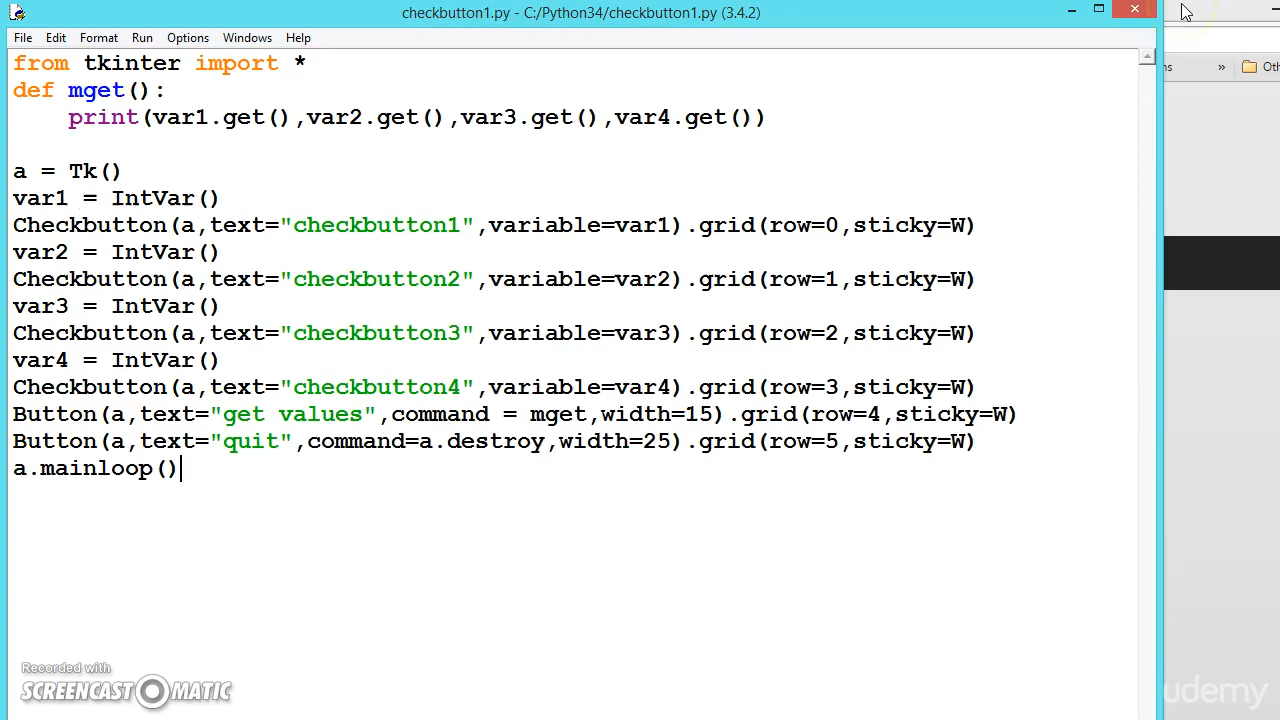 checkbutton1.py - C:/Python34/checkbutton1.py (3.4.2)
File Edit Format Run Options Windows Help
ns » Oth
from tkinter import *
def mget():
    print(var1.get(),var2.get(),var3.get(),var4.get())
a = Tk()
var1 = IntVar()
Checkbutton(a,text="checkbutton1",variable=var1).grid(row=0,sticky=W)
var2 = IntVar()
Checkbutton(a,text="checkbutton2",variable=var2).grid(row=1,sticky=W)
var3 = IntVar()
Checkbutton(a,text="checkbutton3",variable=var3).grid(row=2,sticky=W)
var4 = IntVar()
Checkbutton(a,text="checkbutton4",variable=var4).grid(row=3,sticky=W)
Button(a,text="get values",command = mget,width=15).grid(row=4,sticky=W)
Button(a,text="quit",command=a.destroy,width=25).grid(row=5,sticky=W)
a.mainloop()
Recorded with
SCREENCAST MATIC
udemy